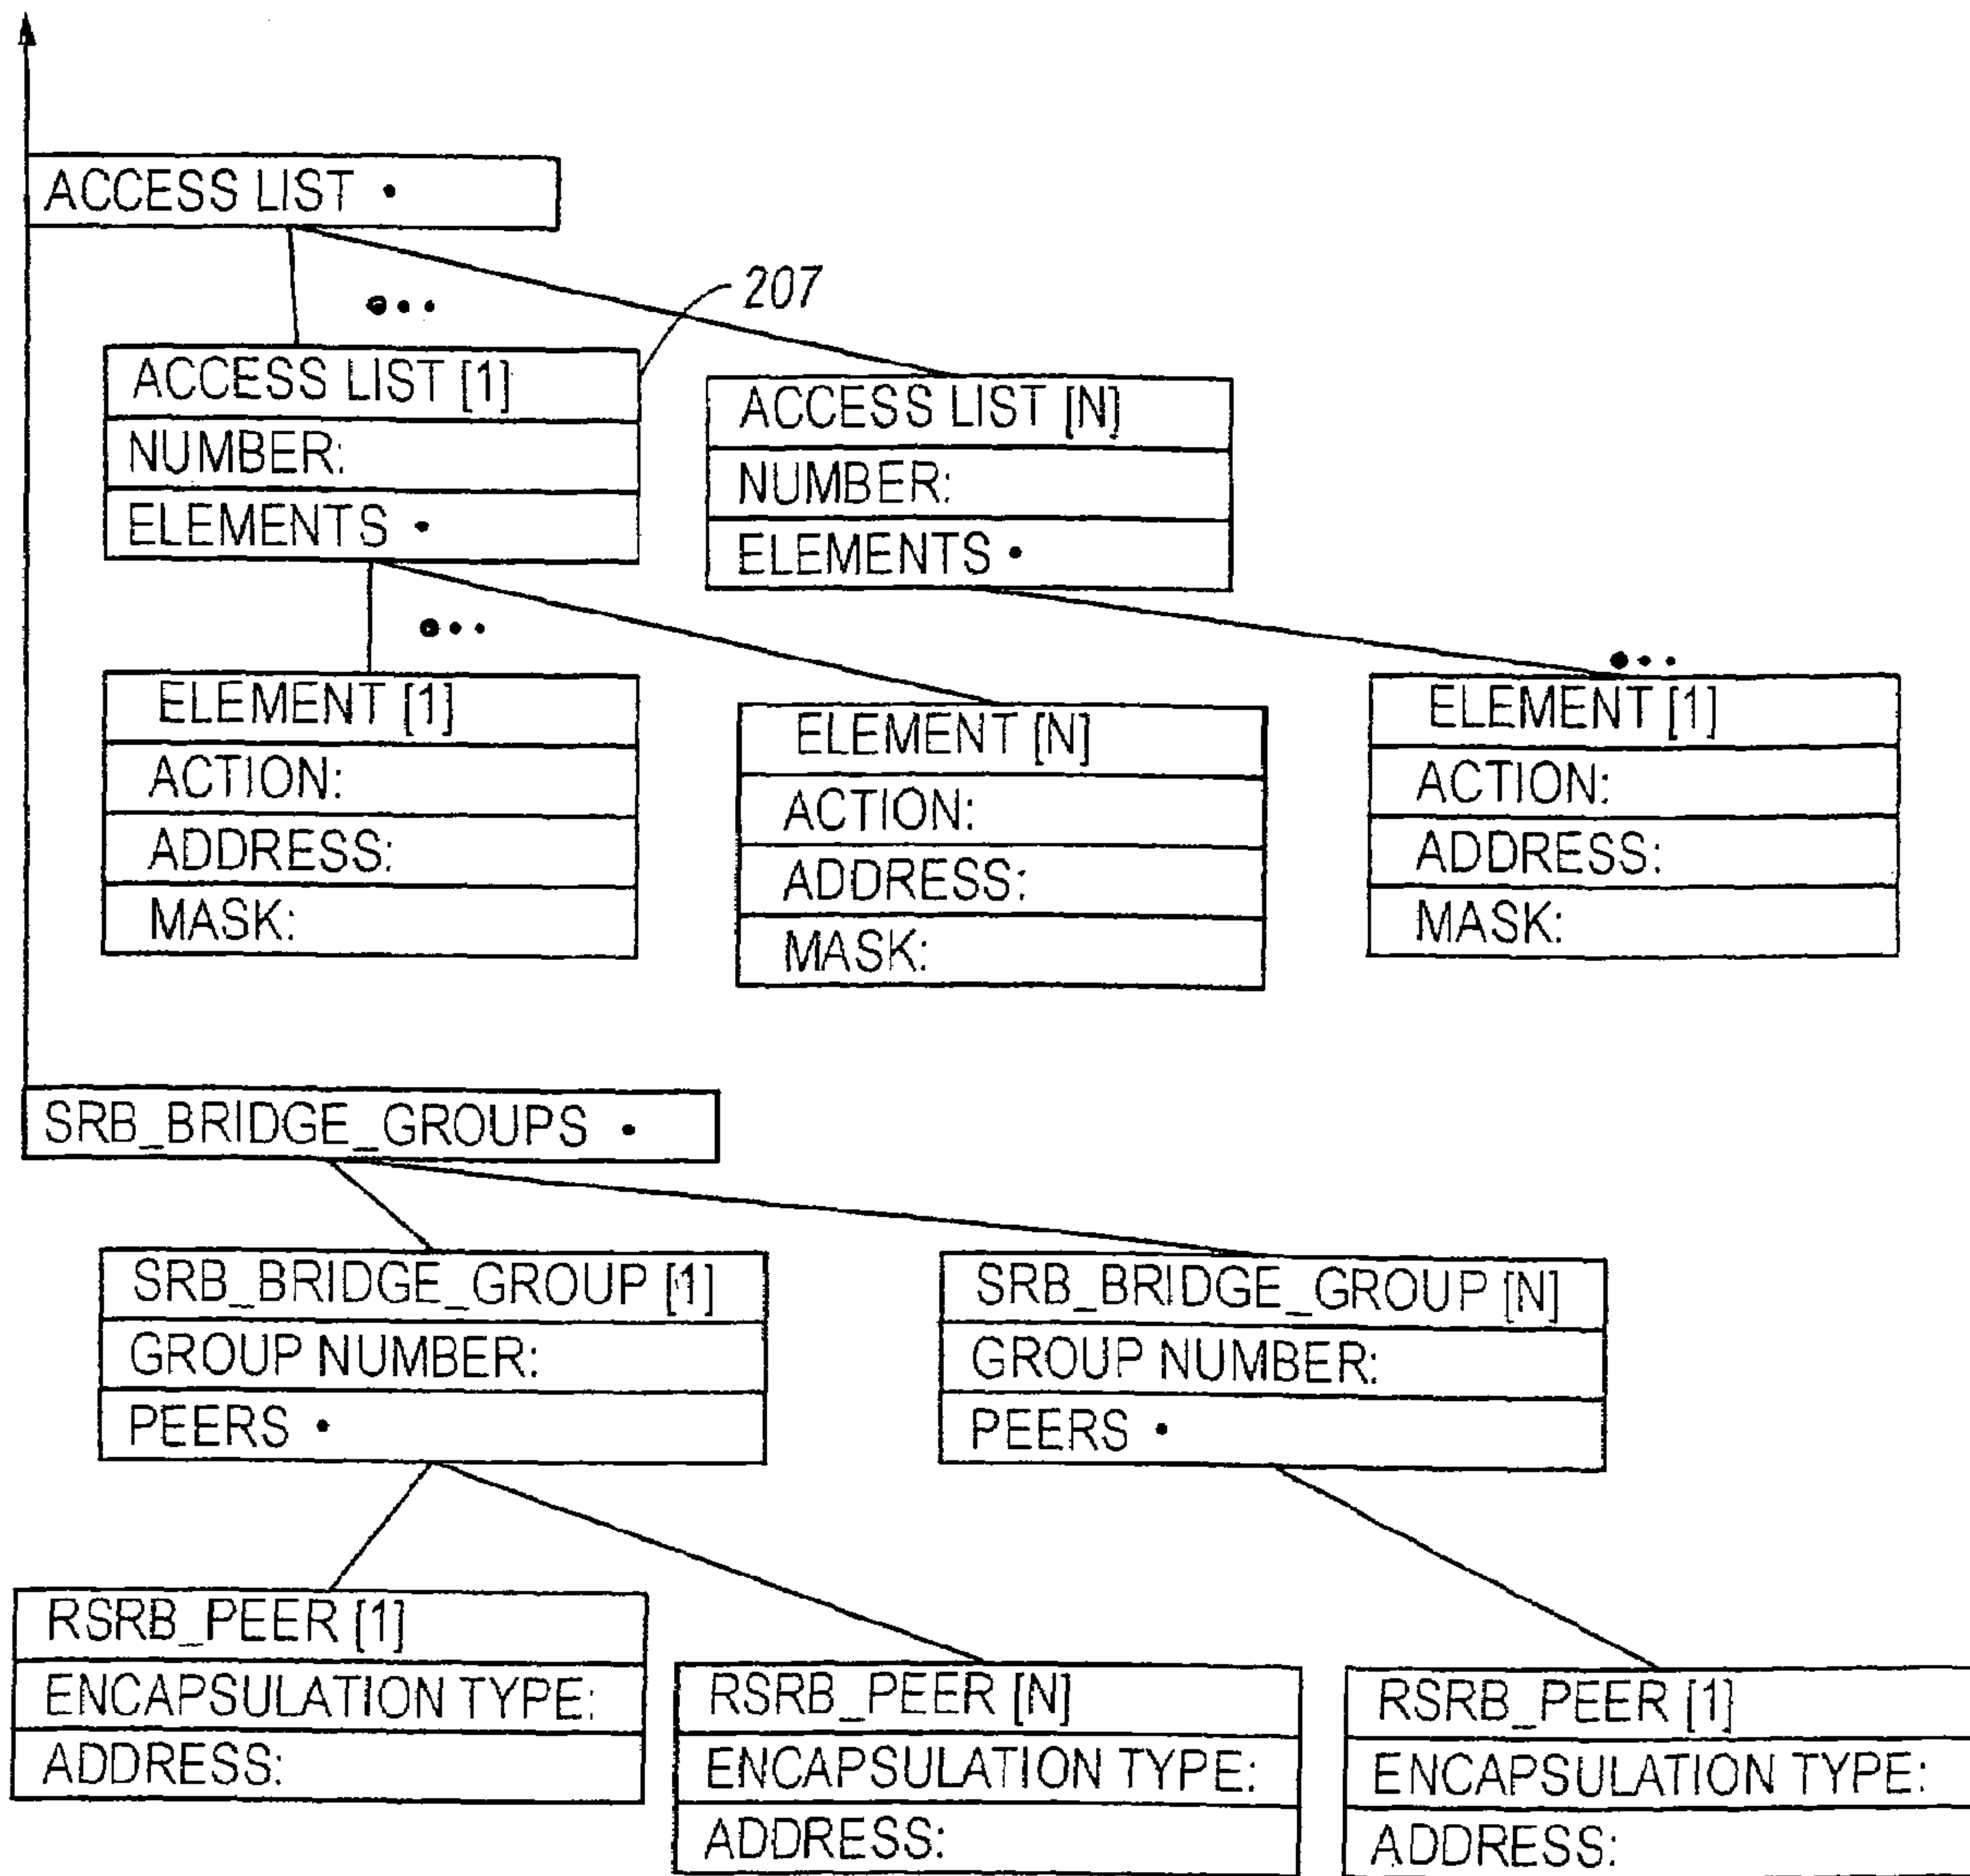 ACCESS LIST •
207
ACCESS LIST [1]
NUMBER:
ELEMENTS •
ACCESS LIST [N]
NUMBER:
ELEMENTS •
ELEMENT [1]
ACTION:
ADDRESS:
MASK:
ELEMENT [N]
ACTION:
ADDRESS:
MASK:
ELEMENT [1]
ACTION:
ADDRESS:
MASK:
SRB_BRIDGE_GROUPS •
SRB_BRIDGE_GROUP [1]
GROUP NUMBER:
PEERS •
SRB_BRIDGE_GROUP [N]
GROUP NUMBER:
PEERS •
RSRB_PEER [1]
ENCAPSULATION TYPE:
ADDRESS:
RSRB_PEER [N]
ENCAPSULATION TYPE:
ADDRESS:
RSRB_PEER [1]
ENCAPSULATION TYPE:
ADDRESS: